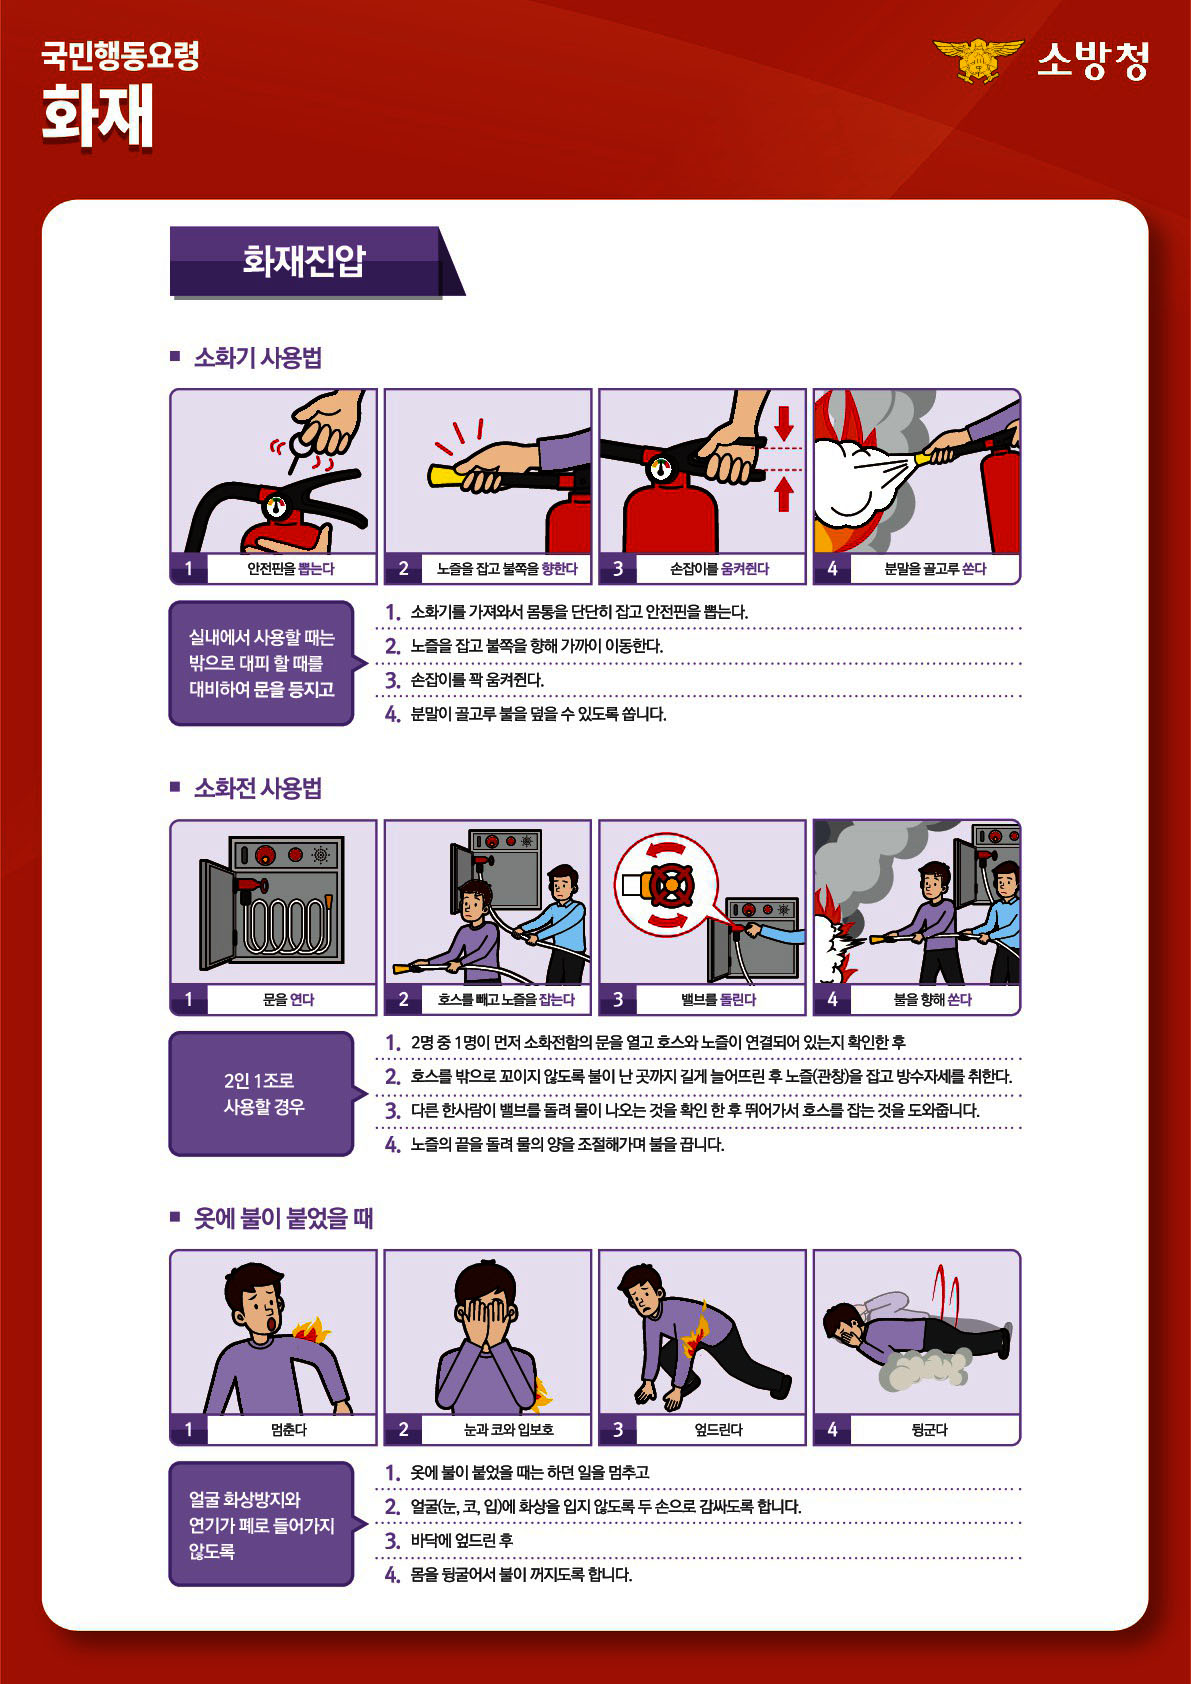 국민행동요령
화재
소방청
화재진압
■ 소화기 사용법
1 안전핀을 뽑는다
2 노즐을 잡고 불쪽을 향한다
3 손잡이를 움켜쥔다
4 분말을 골고루 쏜다
실내에서 사용할 때는
밖으로 대피 할 때를
대비하여 문을 등지고
1. 소화기를 가져와서 몸통을 단단히 잡고 안전핀을 뽑는다.
2. 노즐을 잡고 불쪽을 향해 가까이 이동한다.
3. 손잡이를 꽉 움켜쥔다.
4. 분말이 골고루 불을 덮을 수 있도록 쏩니다.
■ 소화전 사용법
1 문을 연다
2 호스를 빼고 노즐을 잡는다
3 밸브를 돌린다
4 불을 향해 쏜다
2인 1조로
사용할 경우
1. 2명 중 1명이 먼저 소화전함의 문을 열고 호스와 노즐이 연결되어 있는지 확인한 후
2. 호스를 밖으로 꼬이지 않도록 불이 난 곳까지 길게 늘어뜨린 후 노즐(관창)을 잡고 방수자세를 취한다.
3. 다른 한사람이 밸브를 돌려 물이 나오는 것을 확인 한 후 뛰어가서 호스를 잡는 것을 도와줍니다.
4. 노즐의 끝을 돌려 물의 양을 조절해가며 불을 끕니다.
■ 옷에 불이 붙었을 때
1 멈춘다
2 눈과 코와 입보호
3 엎드린다
4 뒹군다
얼굴 화상방지와
연기가 폐로 들어가지
않도록
1. 옷에 불이 붙었을 때는 하던 일을 멈추고
2. 얼굴(눈, 코, 입)에 화상을 입지 않도록 두 손으로 감싸도록 합니다.
3. 바닥에 엎드린 후
4. 몸을 뒹굴어서 불이 꺼지도록 합니다.